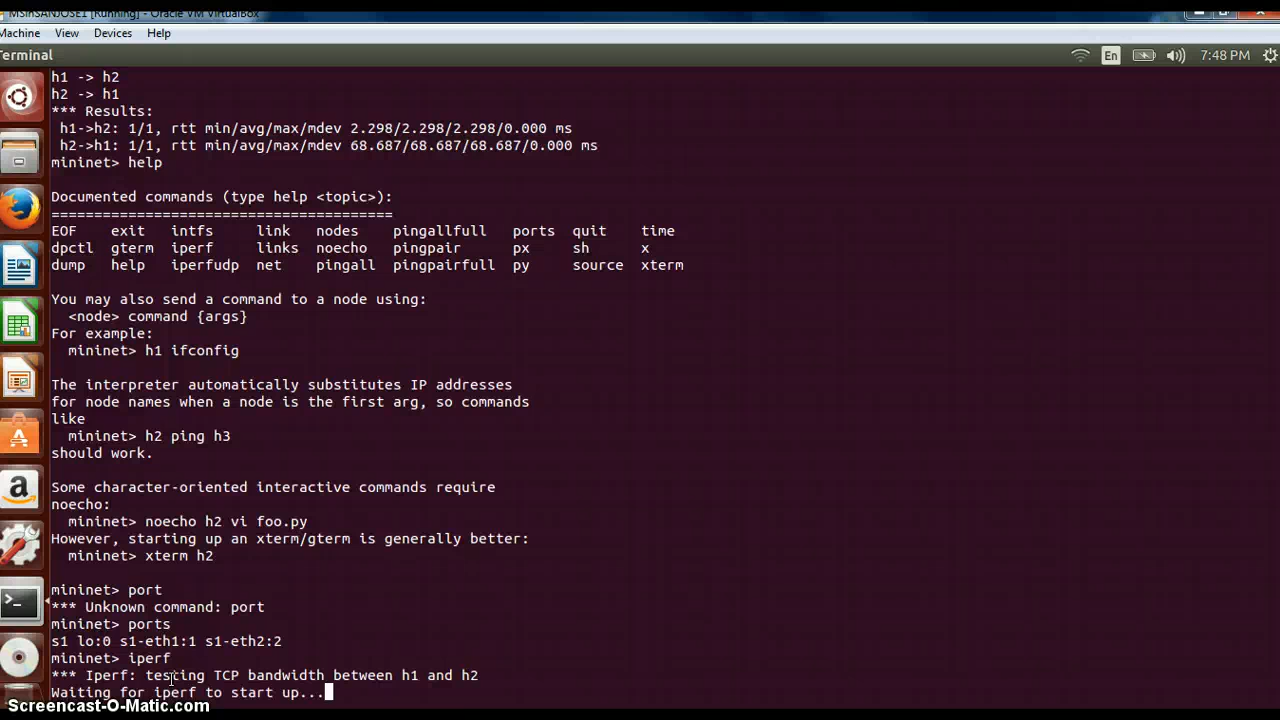 MSinSANJOSE1 [Running] - Oracle VM VirtualBox
Machine View Devices Help
Terminal En 7:48 PM
h1 -> h2
h2 -> h1
*** Results:
h1->h2: 1/1, rtt min/avg/max/mdev 2.298/2.298/2.298/0.000 ms
h2->h1: 1/1, rtt min/avg/max/mdev 68.687/68.687/68.687/0.000 ms
mininet> help
Documented commands (type help <topic>):
========================================
EOF exit intfs link nodes pingallfull ports quit time
dpctl gterm iperf links noecho pingpair px sh x
dump help iperfudp net pingall pingpairfull py source xterm
You may also send a command to a node using:
<node> command {args}
For example:
mininet> h1 ifconfig
The interpreter automatically substitutes IP addresses
for node names when a node is the first arg, so commands
like
mininet> h2 ping h3
should work.
Some character-oriented interactive commands require
noecho:
mininet> noecho h2 vi foo.py
However, starting up an xterm/gterm is generally better:
mininet> xterm h2
mininet> port
*** Unknown command: port
mininet> ports
s1 lo:0 s1-eth1:1 s1-eth2:2
mininet> iperf
*** Iperf: testing TCP bandwidth between h1 and h2
Waiting for iperf to start up...
Screencast-O-Matic.com